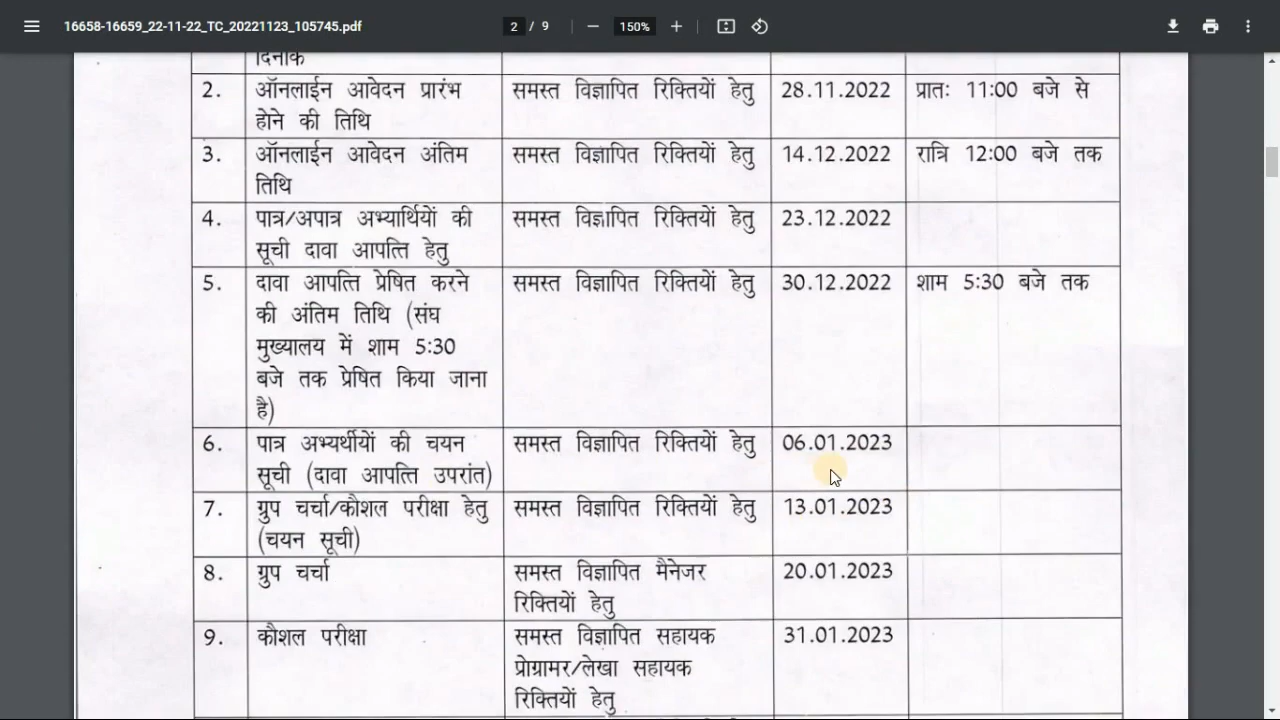 16658-16659_22-11-22_TC_20221123_105745.pdf 2 / 9 150%
दिनांक
2. ऑनलाईन आवेदन प्रारंभ समस्त विज्ञापित रिक्तियों हेतु 28.11.2022 प्रातः 11:00 बजे से
होने की तिथि
3. ऑनलाईन आवेदन अंतिम समस्त विज्ञापित रिक्तियों हेतु 14.12.2022 रात्रि 12:00 बजे तक
तिथि
4. पात्र/अपात्र अभ्यार्थियों की समस्त विज्ञापित रिक्तियों हेतु 23.12.2022
सूची दावा आपत्ति हेतु
5. दावा आपत्ति प्रेषित करने समस्त विज्ञापित रिक्तियों हेतु 30.12.2022 शाम 5:30 बजे तक
की अंतिम तिथि (संघ
मुख्यालय में शाम 5:30
बजे तक प्रेषित किया जाना
है)
6. पात्र अभ्यर्थीयों की चयन समस्त विज्ञापित रिक्तियों हेतु 06.01.2023
सूची (दावा आपत्ति उपरांत)
7. ग्रुप चर्चा/कौशल परीक्षा हेतु समस्त विज्ञापित रिक्तियों हेतु 13.01.2023
(चयन सूची)
8. ग्रुप चर्चा समस्त विज्ञापित मैनेजर 20.01.2023
रिक्तियों हेतु
9. कौशल परीक्षा समस्त विज्ञापित सहायक 31.01.2023
प्रोग्रामर/लेखा सहायक
रिक्तियों हेतु